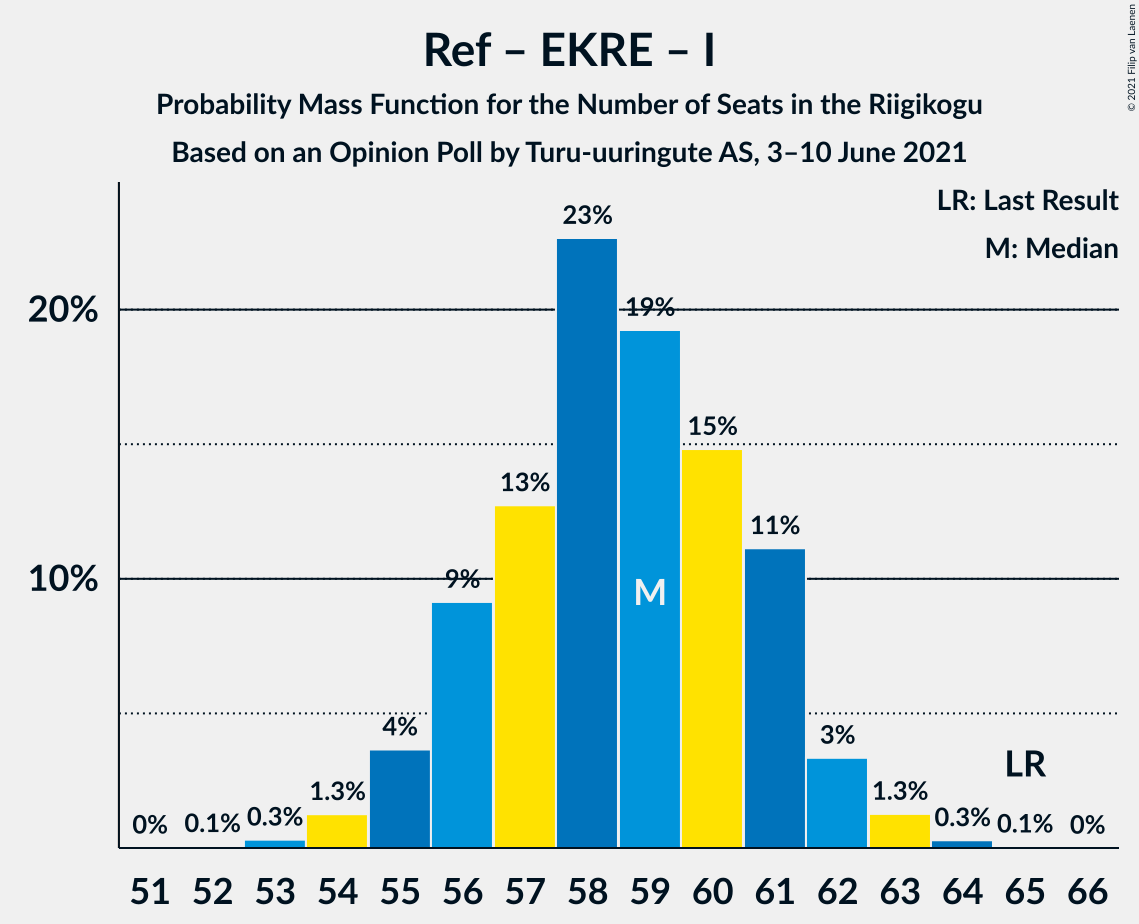 Ref – EKRE – I
Probability Mass Function for the Number of Seats in the Riigikogu
Based on an Opinion Poll by Turu-uuringute AS, 3–10 June 2021
© 2021 Filip van Laenen
LR: Last Result
M: Median
20%
10%
0%
0.1%
0.3%
1.3%
4%
9%
13%
23%
19%
M
15%
11%
3%
1.3%
0.3%
LR
0.1%
0%
51 52 53 54 55 56 57 58 59 60 61 62 63 64 65 66